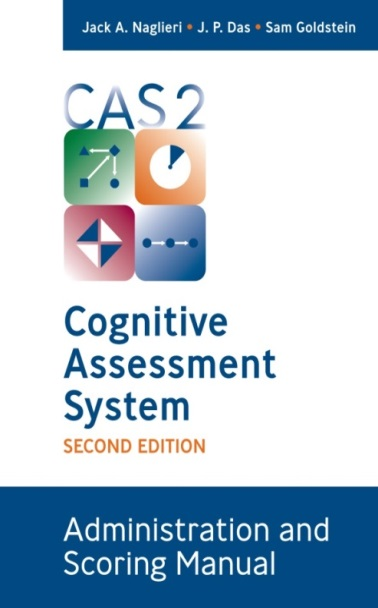 Jack A. Naglieri • J. P. Das • Sam Goldstein
CAS2
Cognitive
Assessment
System
SECOND EDITION
Administration and
Scoring Manual